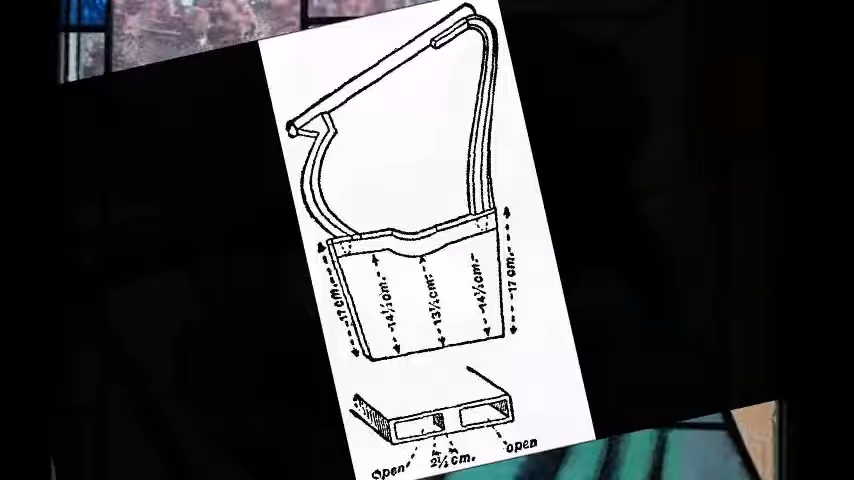 17 cm.
14½ cm.
13½ cm.
14½ cm.
17 cm.
open
2½ cm.
open